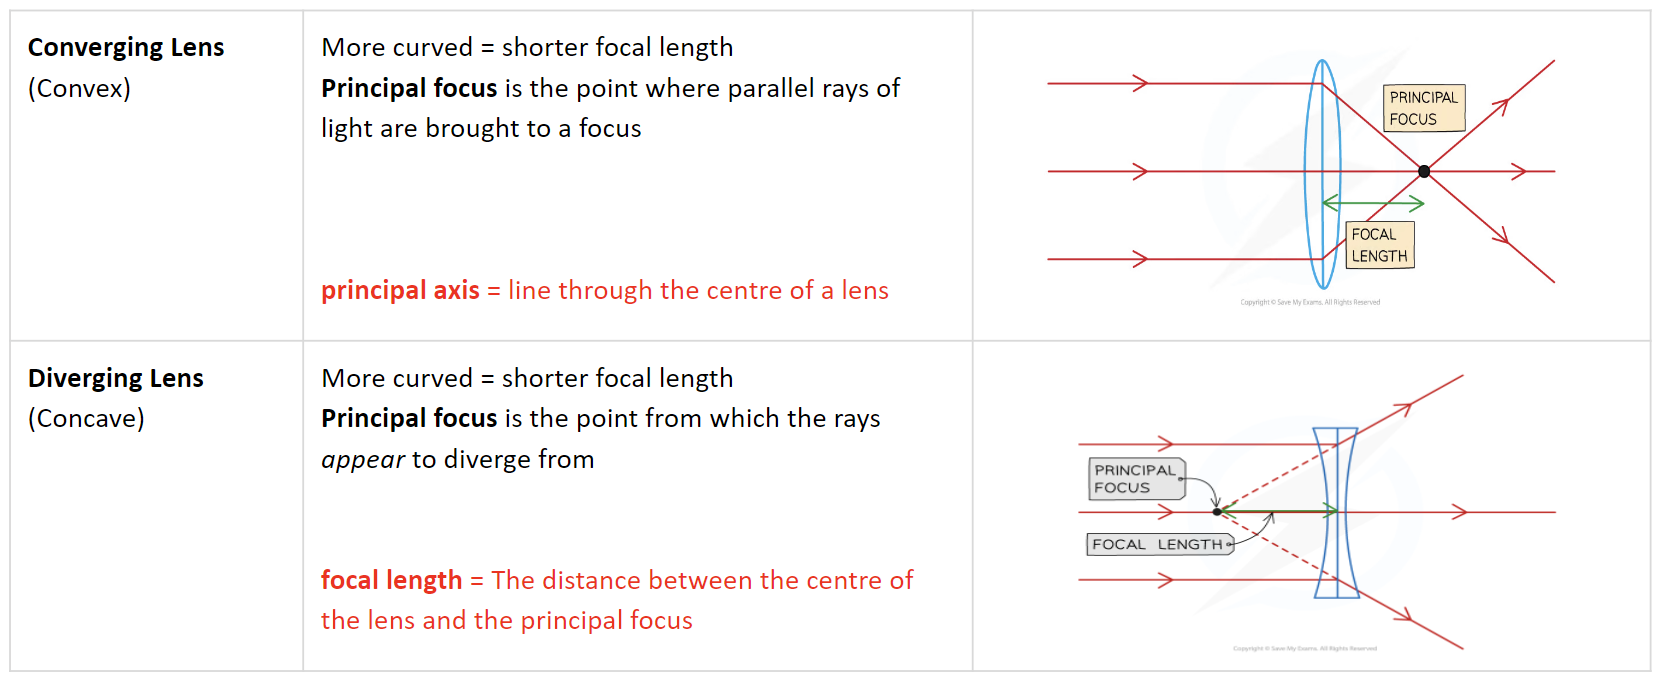 Converging Lens
(Convex)
More curved = shorter focal length
Principal focus is the point where parallel rays of
light are brought to a focus
principal axis = line through the centre of a lens
PRINCIPAL
FOCUS
FOCAL
LENGTH
Copyright © Save My Exams. All Rights Reserved
Diverging Lens
(Concave)
More curved = shorter focal length
Principal focus is the point from which the rays
appear to diverge from
focal length = The distance between the centre of
the lens and the principal focus
PRINCIPAL
FOCUS
FOCAL LENGTH
Copyright © Save My Exams. All Rights Reserved